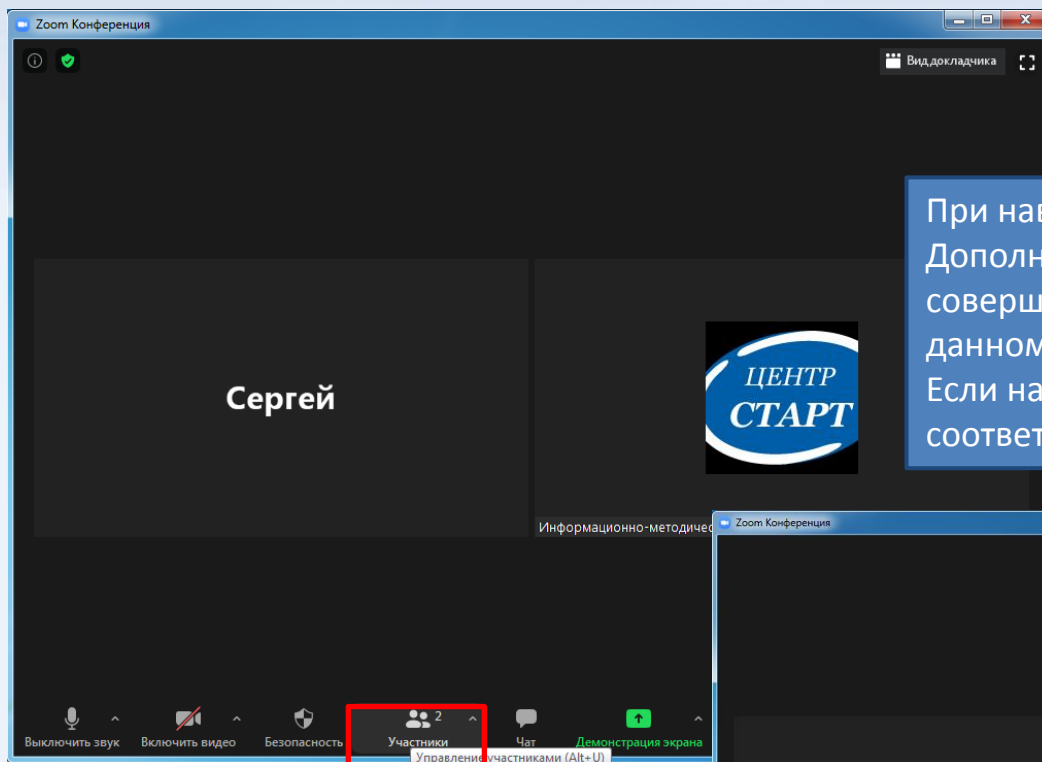 Zoom Конференция
Вид докладчика
При нав
Дополн
соверш
данном
Если на
соответ
Сергей
ЦЕНТР
СТАРТ
Информационно-методичес
Zoom Конференция
2
Выключить звук
Включить видео
Безопасность
Участники
Чат
Демонстрация экрана
Управление участниками (Alt+U)